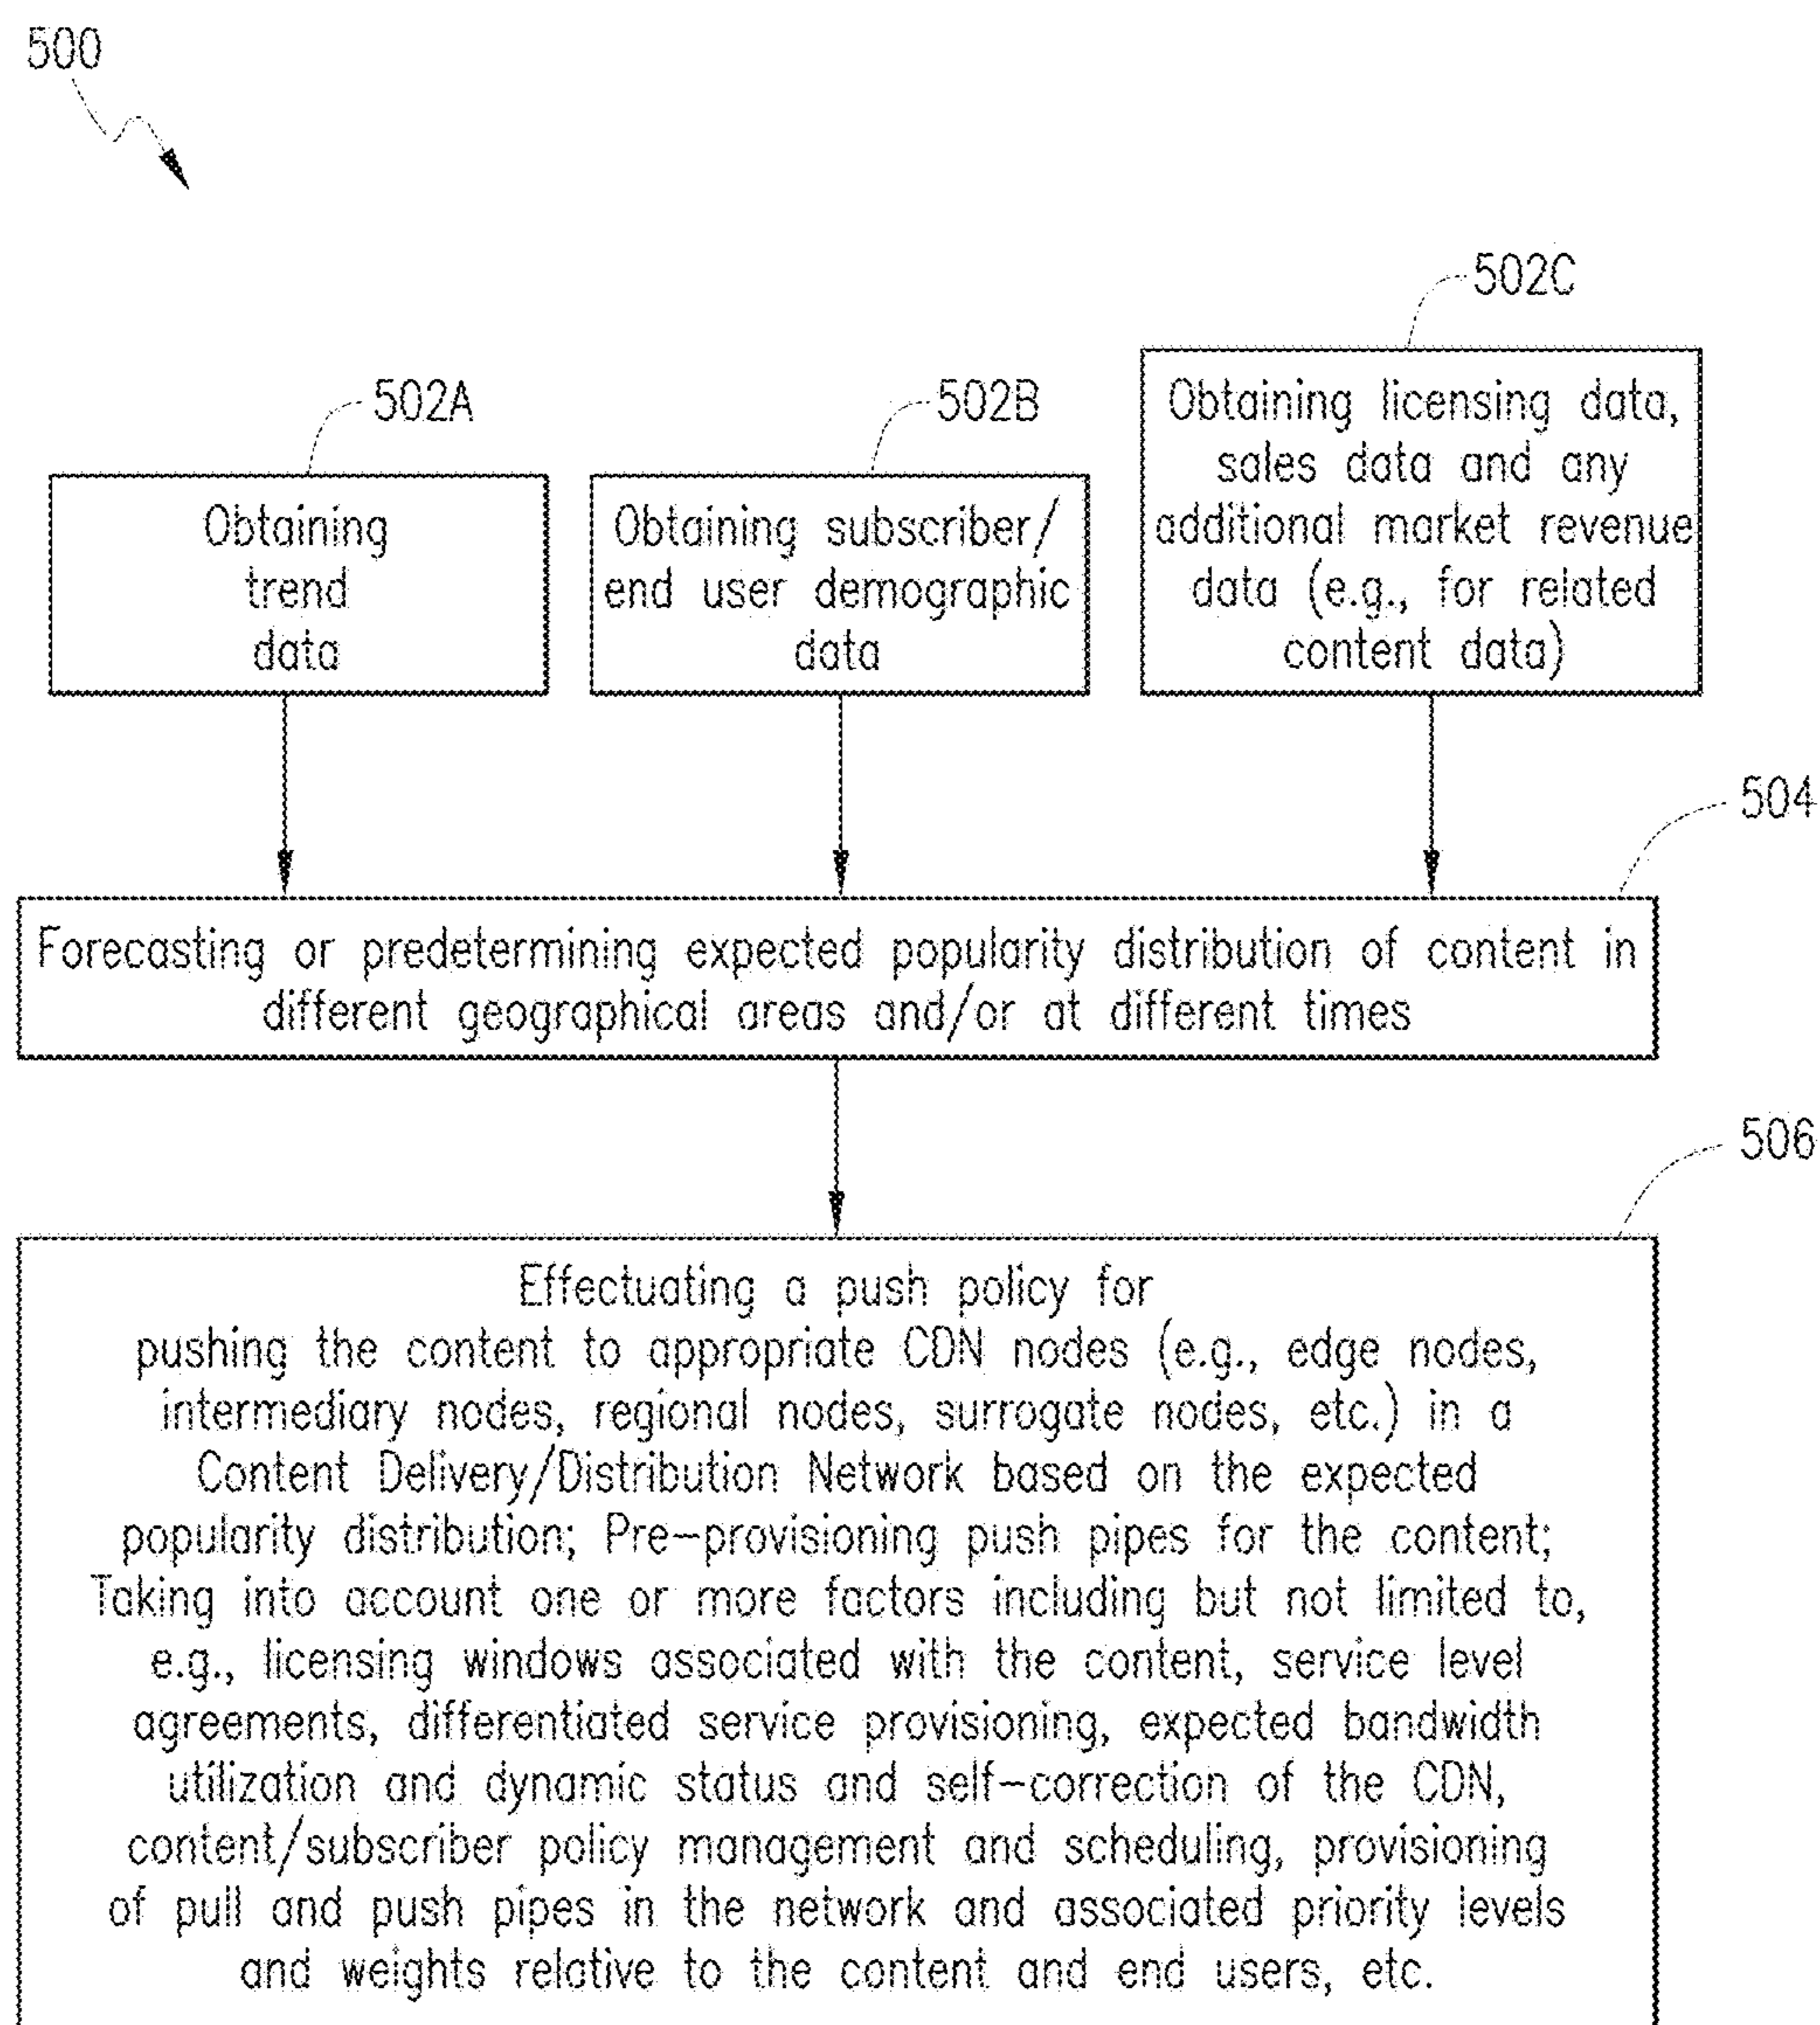 500
502C
502A
502B
Obtaining licensing data,
sales data and any
additional market revenue
data (e.g., for related
content data)
Obtaining
trend
data
Obtaining subscriber/
end user demographic
data
504
Forecasting or predetermining expected popularity distribution of content in
different geographical areas and/or at different times
506
Effectuating a push policy for
pushing the content to appropriate CDN nodes (e.g., edge nodes,
intermediary nodes, regional nodes, surrogate nodes, etc.) in a
Content Delivery/Distribution Network based on the expected
popularity distribution; Pre-provisioning push pipes for the content;
Taking into account one or more factors including but not limited to,
e.g., licensing windows associated with the content, service level
agreements, differentiated service provisioning, expected bandwidth
utilization and dynamic status and self-correction of the CDN,
content/subscriber policy management and scheduling, provisioning
of pull and push pipes in the network and associated priority levels
and weights relative to the content and end users, etc.